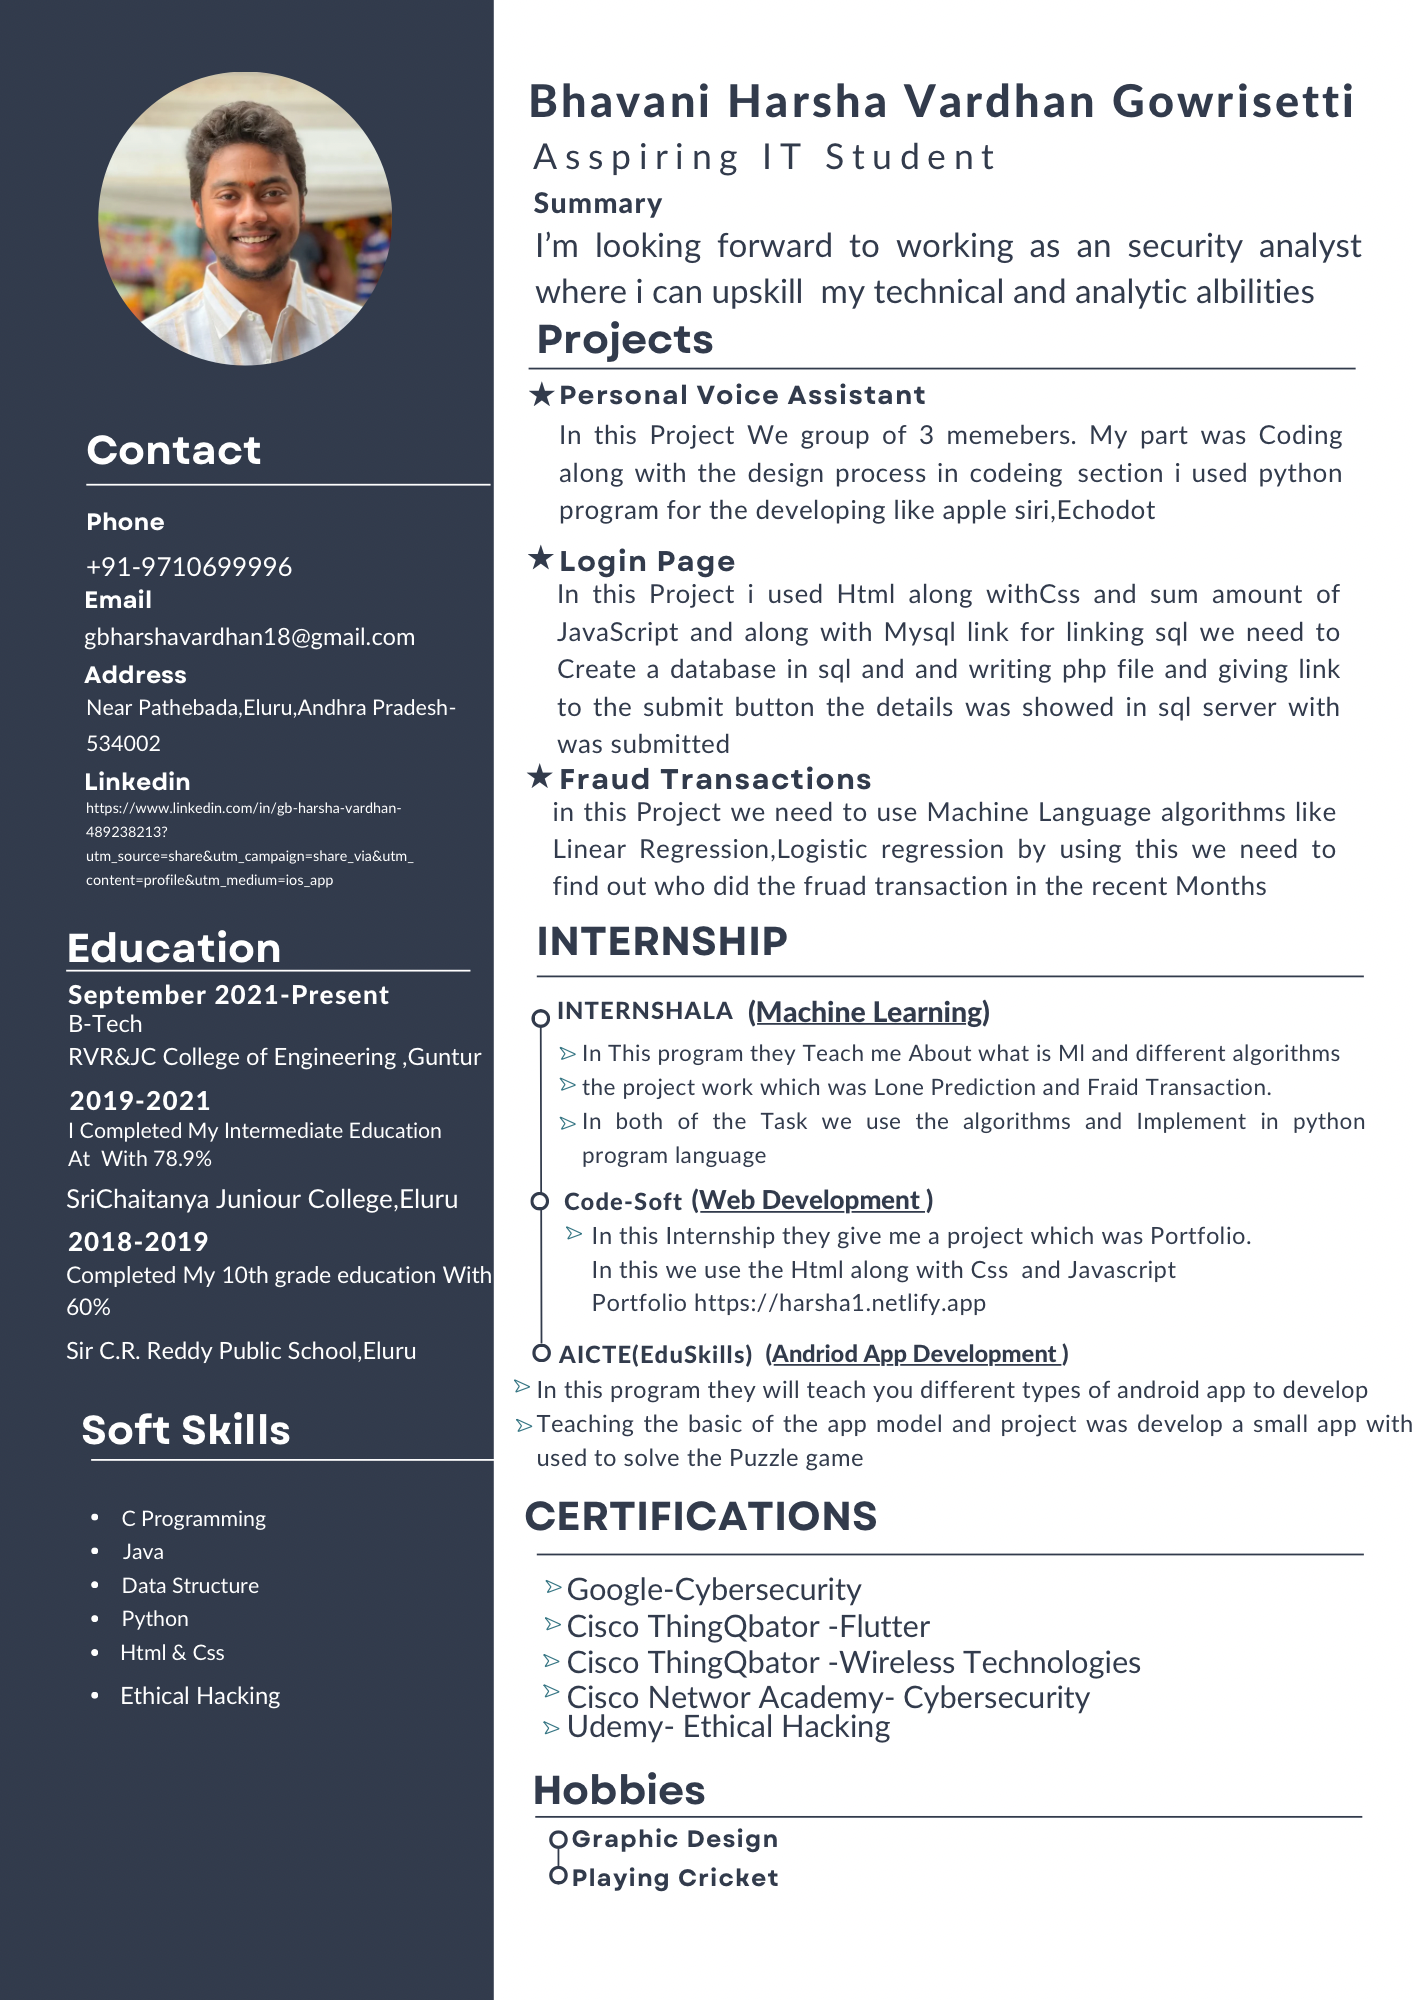 Contact
Phone
+91-9710699996
Email
gbharshavardhan18@gmail.com
Address
Near Pathebada,Eluru,Andhra Pradesh-
534002
Linkedin
https://www.linkedin.com/in/gb-harsha-vardhan-
489238213?
utm_source=share&utm_campaign=share_via&utm_
content=profile&utm_medium=ios_app
Education
September 2021-Present
B-Tech
RVR&JC College of Engineering ,Guntur
2019-2021
I Completed My Intermediate Education
At With 78.9%
SriChaitanya Juniour College,Eluru
2018-2019
Completed My 10th grade education With
60%
Sir C.R. Reddy Public School,Eluru
Soft Skills
• C Programming
• Java
• Data Structure
• Python
• Html & Css
• Ethical Hacking
Bhavani Harsha Vardhan Gowrisetti
Asspiring IT Student
Summary
I’m looking forward to working as an security analyst
where i can upskill my technical and analytic albilities
Projects
★ Personal Voice Assistant
In this Project We group of 3 memebers. My part was Coding
along with the design process in codeing section i used python
program for the developing like apple siri,Echodot
★ Login Page
In this Project i used Html along withCss and sum amount of
JavaScript and along with Mysql link for linking sql we need to
Create a database in sql and and writing php file and giving link
to the submit button the details was showed in sql server with
was submitted
★ Fraud Transactions
in this Project we need to use Machine Language algorithms like
Linear Regression,Logistic regression by using this we need to
find out who did the fruad transaction in the recent Months
INTERNSHIP
INTERNSHALA (Machine Learning)
In This program they Teach me About what is Ml and different algorithms
the project work which was Lone Prediction and Fraid Transaction.
In both of the Task we use the algorithms and Implement in python
program language
Code-Soft (Web Development )
In this Internship they give me a project which was Portfolio.
In this we use the Html along with Css and Javascript
Portfolio https://harsha1.netlify.app
AICTE(EduSkills) (Andriod App Development )
In this program they will teach you different types of android app to develop
Teaching the basic of the app model and project was develop a small app with
used to solve the Puzzle game
CERTIFICATIONS
Google-Cybersecurity
Cisco ThingQbator -Flutter
Cisco ThingQbator -Wireless Technologies
Cisco Networ Academy- Cybersecurity
Udemy- Ethical Hacking
Hobbies
Graphic Design
Playing Cricket